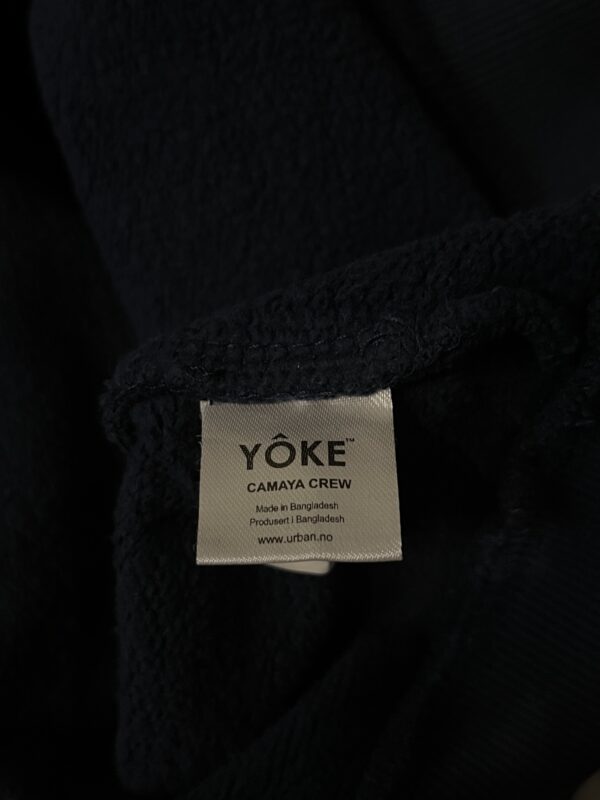 YÔKE™
CAMAYA CREW
Made in Bangladesh
Produsert i Bangladesh
www.urban.no